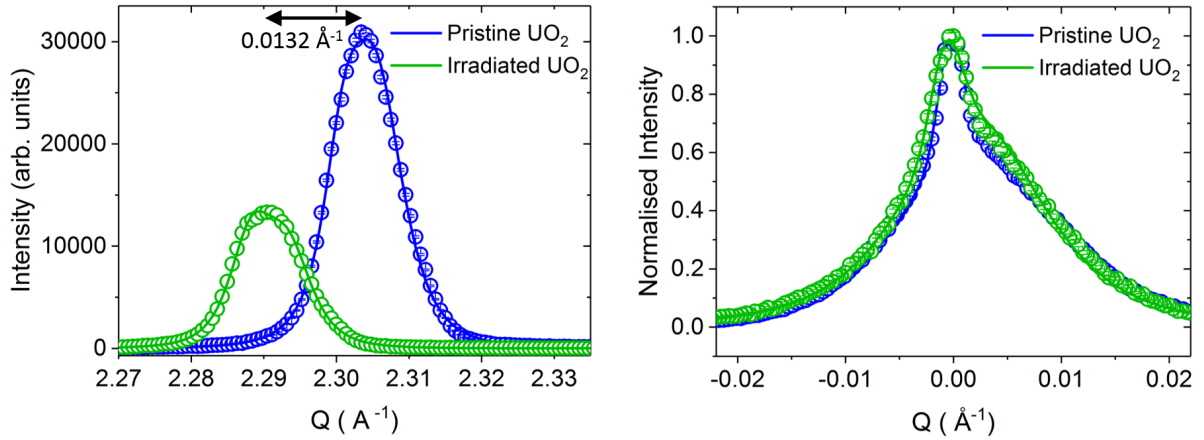 0.0132 Å⁻¹
Pristine UO₂
Irradiated UO₂
30000
20000
10000
0
Intensity (arb. units)
2.27 2.28 2.29 2.30 2.31 2.32 2.33
Q ( A⁻¹)
Pristine UO₂
Irradiated UO₂
1.0
0.8
0.6
0.4
0.2
0.0
Normalised Intensity
-0.02 -0.01 0.00 0.01 0.02
Q ( Å⁻¹)